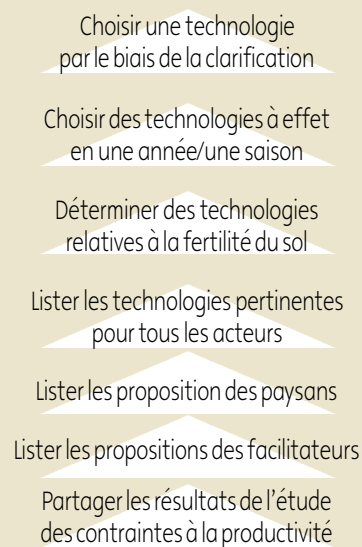 Choisir une technologie
par le biais de la clarification
Choisir des technologies à effet
en une année/une saison
Déterminer des technologies
relatives à la fertilité du sol
Lister les technologies pertinentes
pour tous les acteurs
Lister les proposition des paysans
Lister les propositions des facilitateurs
Partager les résultats de l'étude
des contraintes à la productivité